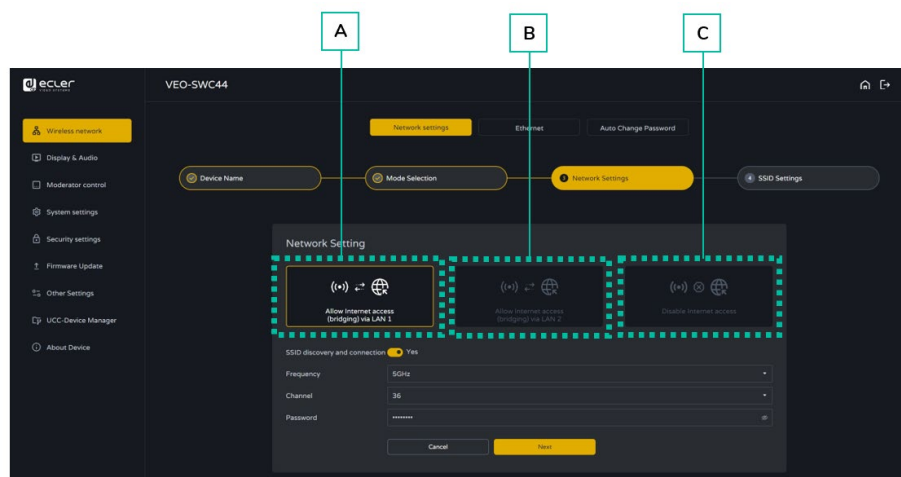 A
B
C
ecler
VEO-SWC44
Wireless network
Display & Audio
Moderator control
System settings
Security settings
Firmware Update
Other Settings
UCC-Device Manager
About Device
Network settings
Ethernet
Auto Change Password
Device Name
Mode Selection
3 Network Settings
4 SSID Settings
Network Setting
Allow Internet access
(bridging) via LAN 1
Allow Internet access
(bridging) via LAN 2
Disable Internet access
SSID discovery and connection Yes
Frequency 5GHz
Channel 36
Password ••••••••
Cancel
Next